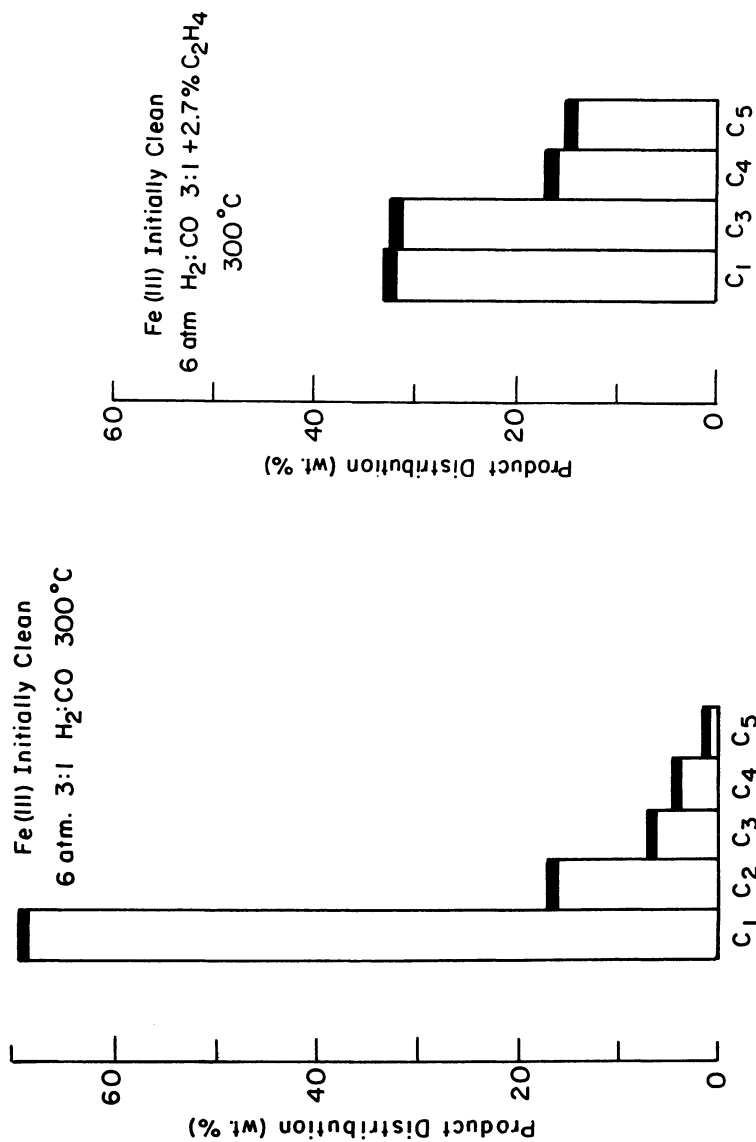 Fe(111) Initially Clean
6 atm. 3:1 H₂:CO 300°C
Product Distribution (wt. %)
60
40
20
0
C₁ C₂ C₃ C₄ C₅
Fe(111) Initially Clean
6 atm H₂:CO 3:1 +2.7% C₂H₄
300°C
Product Distribution (wt. %)
60
40
20
0
C₁ C₃ C₄ C₅